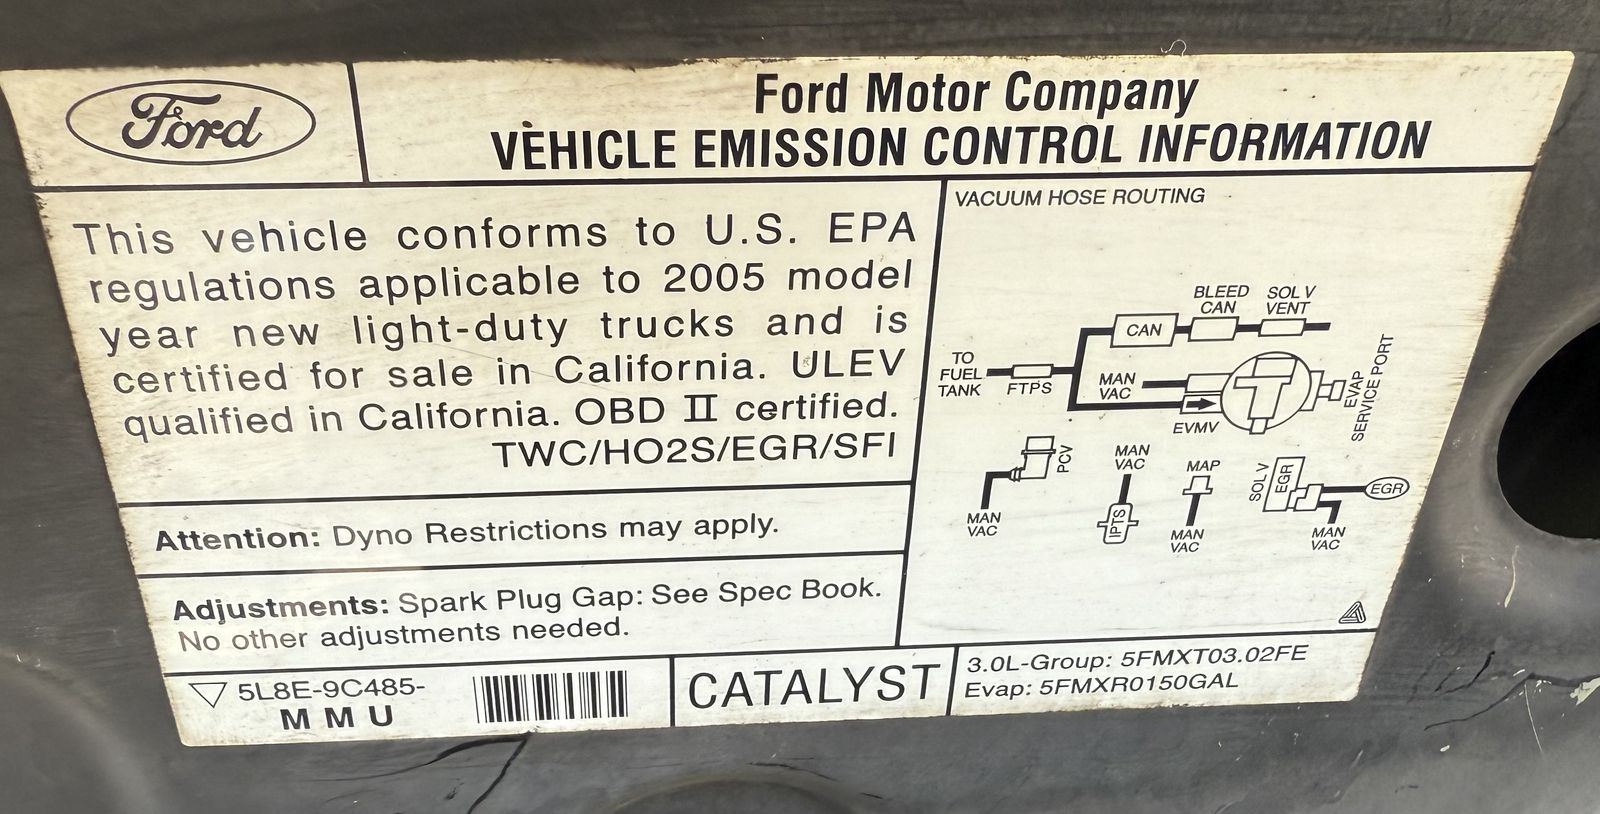 Ford
Ford Motor Company
VEHICLE EMISSION CONTROL INFORMATION
This vehicle conforms to U.S. EPA
regulations applicable to 2005 model
year new light-duty trucks and is
certified for sale in California. ULEV
qualified in California. OBD II certified.
TWC/HO2S/EGR/SFI
Attention: Dyno Restrictions may apply.
Adjustments: Spark Plug Gap: See Spec Book.
No other adjustments needed.
5L8E-9C485-
M M U
CATALYST
VACUUM HOSE ROUTING
BLEED
CAN
SOL V
VENT
CAN
TO
FUEL
TANK
FTPS
MAN
VAC
EVMV
EVAP
SERVICE PORT
PCV
MAN
VAC
MAN
VAC
IPTS
MAP
MAN
VAC
SOL V
EGR
EGR
MAN
VAC
3.0L-Group: 5FMXT03.02FE
Evap: 5FMXR0150GAL